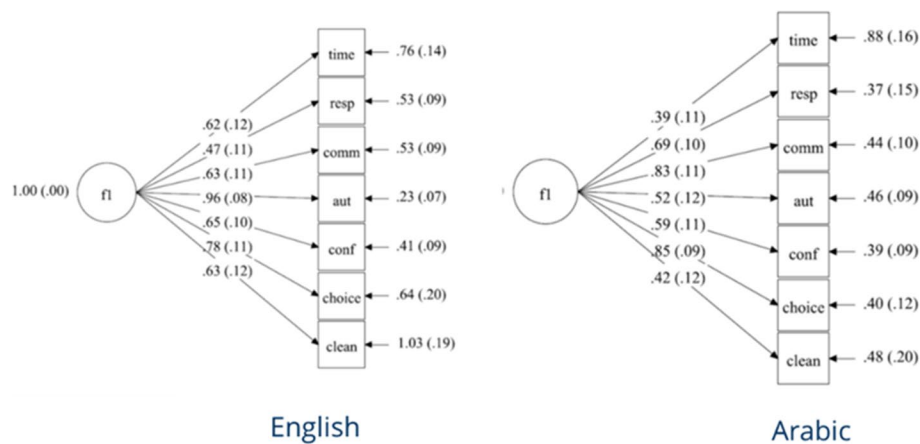 time
.76 (.14)
resp
.53 (.09)
comm
.53 (.09)
aut
.23 (.07)
conf
.41 (.09)
choice
.64 (.20)
clean
1.03 (.19)
.62 (.12)
.47 (.11)
.63 (.11)
.96 (.08)
.65 (.10)
.78 (.11)
.63 (.12)
1.00 (.00)
f1
English
time
.88 (.16)
resp
.37 (.15)
comm
.44 (.10)
aut
.46 (.09)
conf
.39 (.09)
choice
.40 (.12)
clean
.48 (.20)
.39 (.11)
.69 (.10)
.83 (.11)
.52 (.12)
.59 (.11)
.85 (.09)
.42 (.12)
f1
Arabic